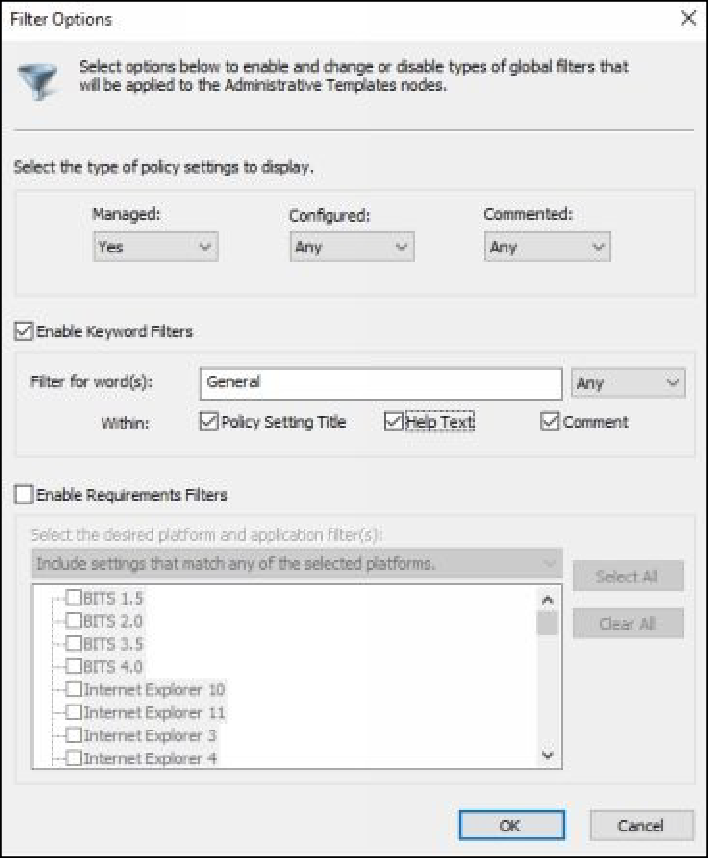 Filter Options
Select options below to enable and change or disable types of global filters that
will be applied to the Administrative Templates nodes.
Select the type of policy settings to display.
Managed: Configured: Commented:
Yes Any Any
Enable Keyword Filters
Filter for word(s): General Any
Within: Policy Setting Title Help Text Comment
Enable Requirements Filters
Select the desired platform and application filter(s):
Include settings that match any of the selected platforms.
Select All
BITS 1.5
BITS 2.0
Clear All
BITS 3.5
BITS 4.0
Internet Explorer 10
Internet Explorer 11
Internet Explorer 3
Internet Explorer 4
OK Cancel